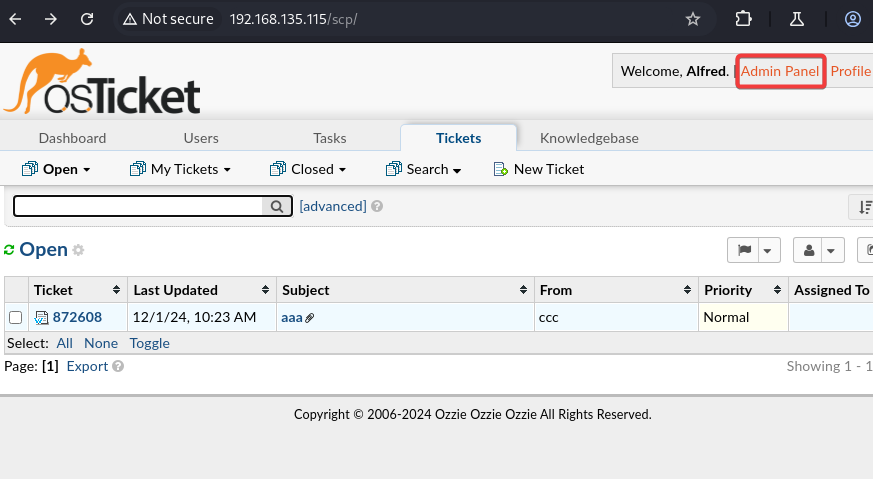 Not secure 192.168.135.115/scp/
osTicket
Welcome, Alfred. | Admin Panel Profile
Dashboard Users Tasks Tickets Knowledgebase
Open My Tickets Closed Search New Ticket
[advanced]
Open
Ticket Last Updated Subject From Priority Assigned To
872608 12/1/24, 10:23 AM aaa ccc Normal
Select: All None Toggle
Page: [1] Export Showing 1 - 1
Copyright © 2006-2024 Ozzie Ozzie Ozzie All Rights Reserved.